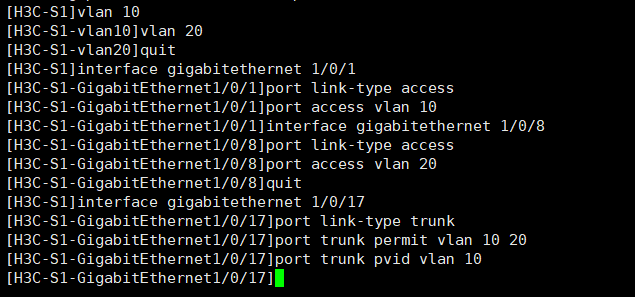 [H3C-S1]vlan 10
[H3C-S1-vlan10]vlan 20
[H3C-S1-vlan20]quit
[H3C-S1]interface gigabitethernet 1/0/1
[H3C-S1-GigabitEthernet1/0/1]port link-type access
[H3C-S1-GigabitEthernet1/0/1]port access vlan 10
[H3C-S1-GigabitEthernet1/0/1]interface gigabitethernet 1/0/8
[H3C-S1-GigabitEthernet1/0/8]port link-type access
[H3C-S1-GigabitEthernet1/0/8]port access vlan 20
[H3C-S1-GigabitEthernet1/0/8]quit
[H3C-S1]interface gigabitethernet 1/0/17
[H3C-S1-GigabitEthernet1/0/17]port link-type trunk
[H3C-S1-GigabitEthernet1/0/17]port trunk permit vlan 10 20
[H3C-S1-GigabitEthernet1/0/17]port trunk pvid vlan 10
[H3C-S1-GigabitEthernet1/0/17]